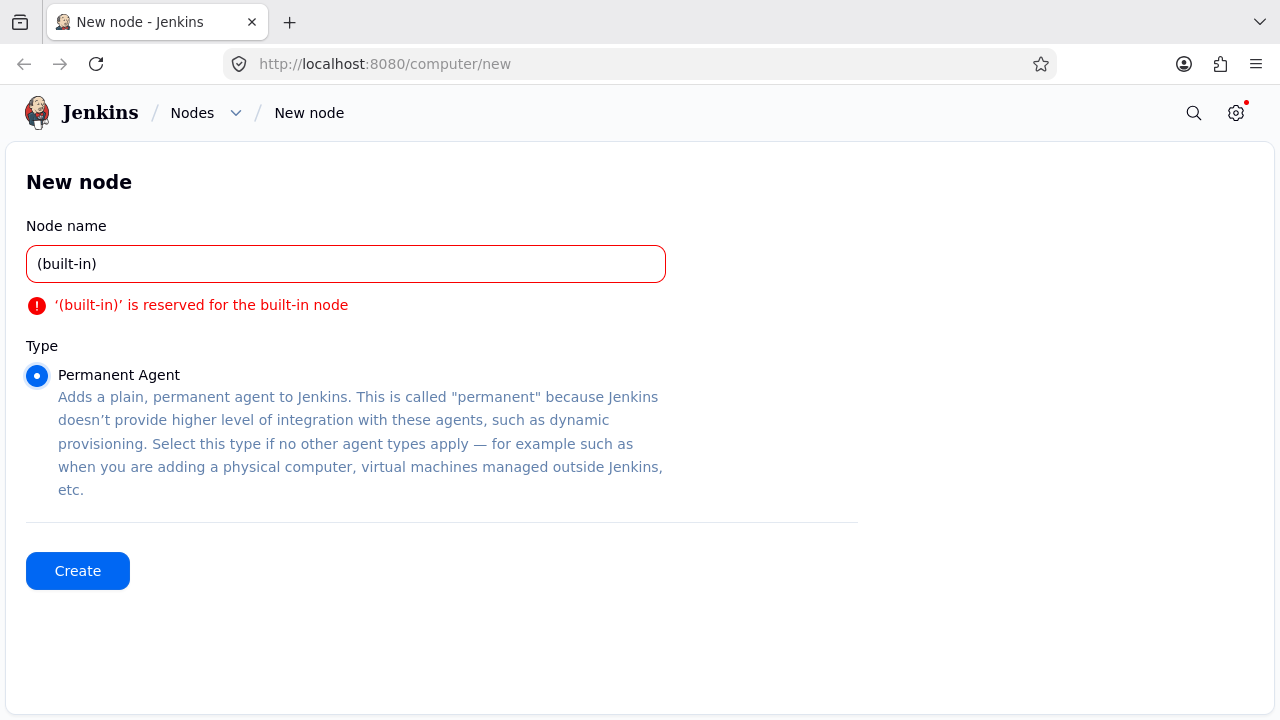 New node - Jenkins
http://localhost:8080/computer/new
Jenkins / Nodes / New node
New node
Node name
(built-in)
‘(built-in)’ is reserved for the built-in node
Type
Permanent Agent
Adds a plain, permanent agent to Jenkins. This is called "permanent" because Jenkins
doesn’t provide higher level of integration with these agents, such as dynamic
provisioning. Select this type if no other agent types apply — for example such as
when you are adding a physical computer, virtual machines managed outside Jenkins,
etc.
Create